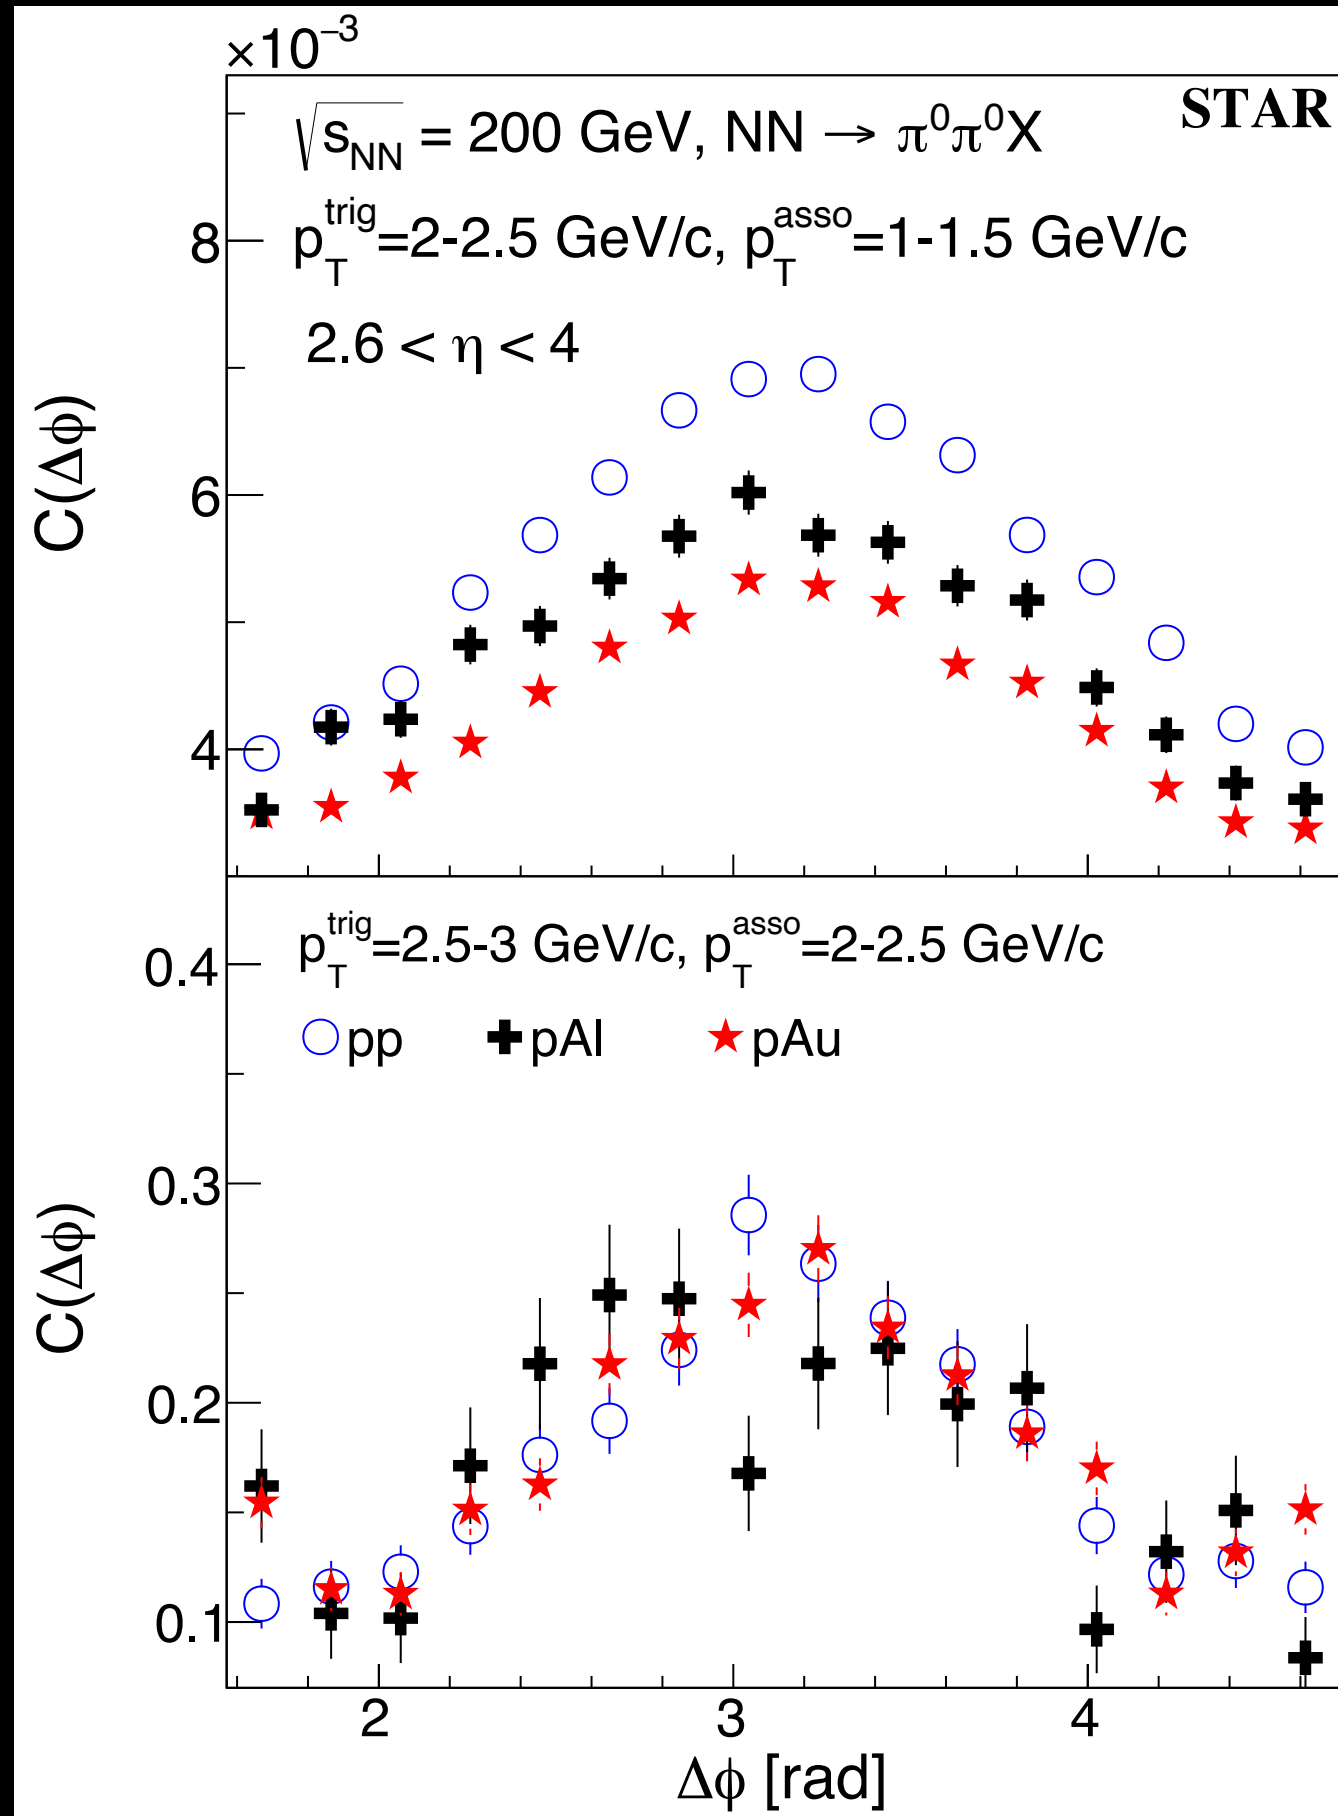 ×10⁻³
STAR
√s_NN = 200 GeV, NN → π⁰π⁰X
p_T^trig=2-2.5 GeV/c, p_T^asso=1-1.5 GeV/c
2.6 < η < 4
8
6
4
C(Δϕ)
p_T^trig=2.5-3 GeV/c, p_T^asso=2-2.5 GeV/c
pp pAl pAu
0.4
0.3
0.2
0.1
C(Δϕ)
2 3 4
Δϕ [rad]